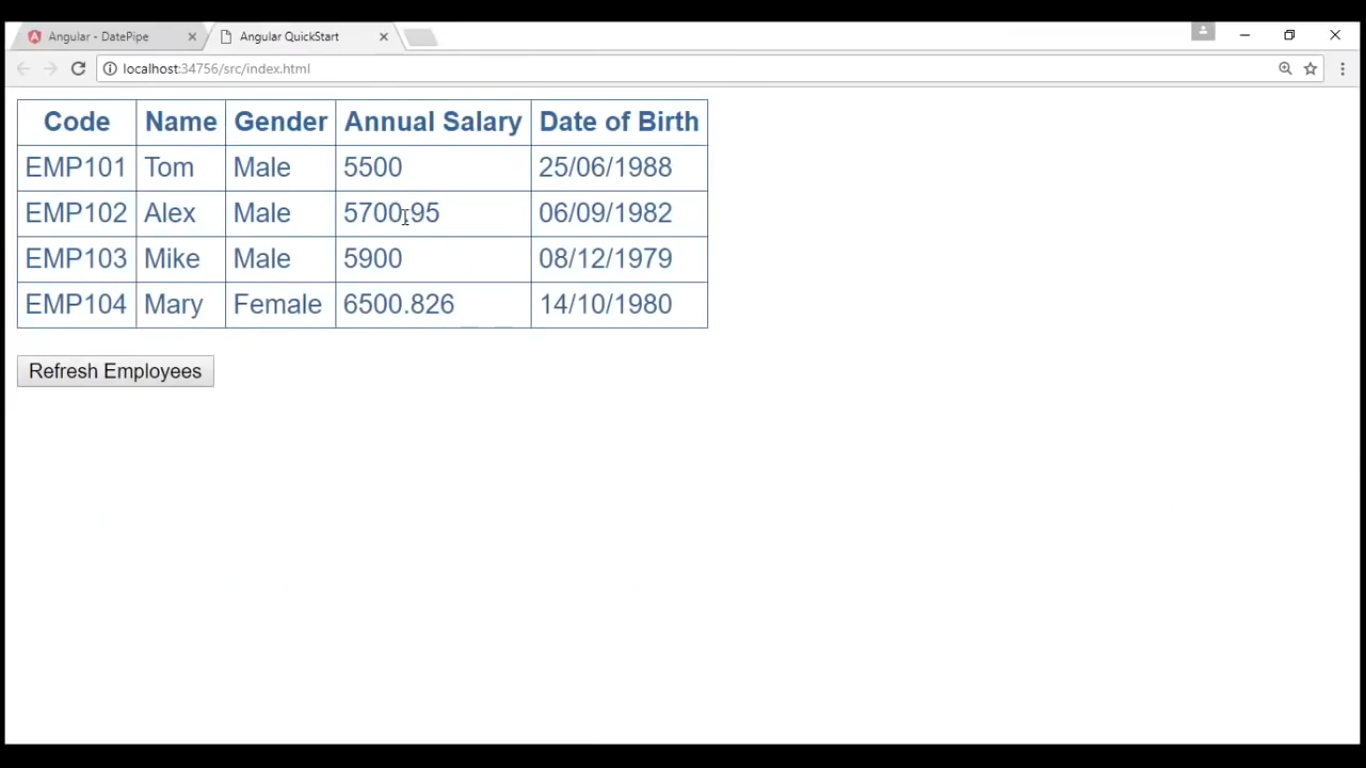 Angular - DatePipe
Angular QuickStart
localhost:34756/src/index.html
Code Name Gender Annual Salary Date of Birth
EMP101 Tom Male 5500 25/06/1988
EMP102 Alex Male 5700.95 06/09/1982
EMP103 Mike Male 5900 08/12/1979
EMP104 Mary Female 6500.826 14/10/1980
Refresh Employees